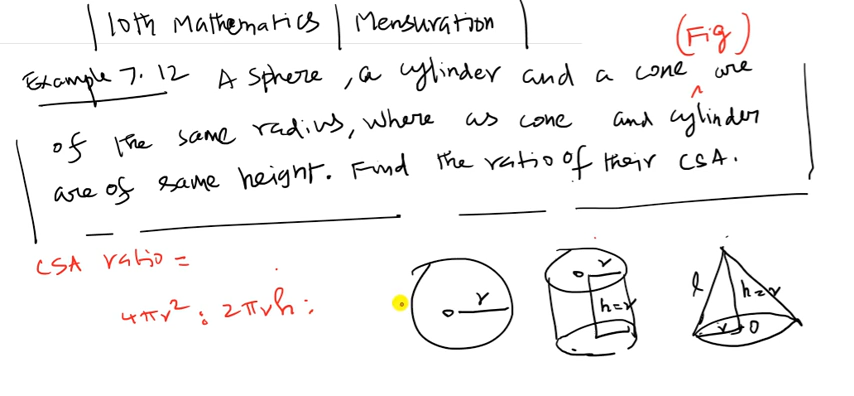 10th Mathematics | Mensuration
(Fig)
Example 7.12 A Sphere, a cylinder and a cone are
of the same radius, where as cone and cylinder
are of same height. Find the ratio of their CSA.
CSA ratio =
4πr² : 2πrh :
r
r
h=r
l
h=r
r
O